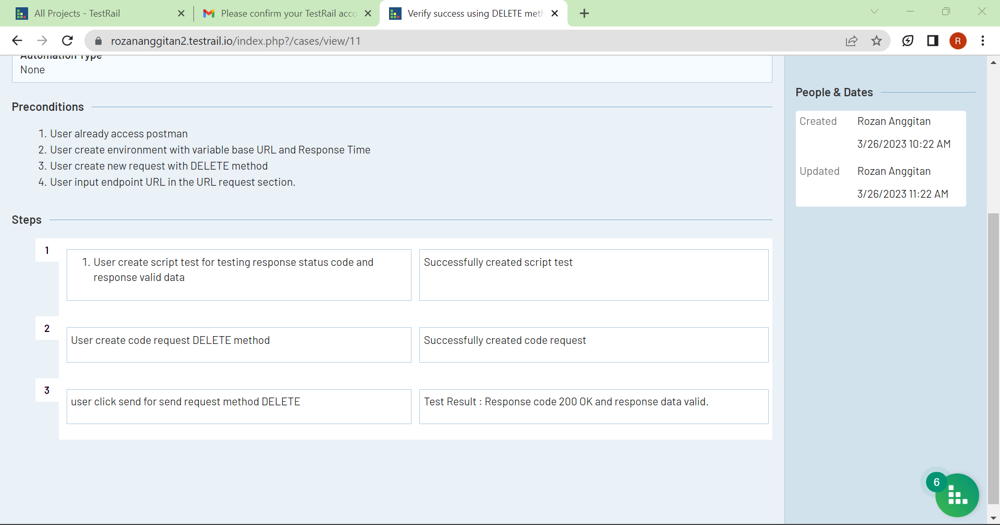 All Projects - TestRail
Please confirm your TestRail acco
Verify success using DELETE meth
rozananggitan2.testrail.io/index.php?/cases/view/11
R
Automation Type
None
Preconditions
1. User already access postman
2. User create environment with variable base URL and Response Time
3. User create new request with DELETE method
4. User input endpoint URL in the URL request section.
Steps
1
1. User create script test for testing response status code and
response valid data
Successfully created script test
2
User create code request DELETE method
Successfully created code request
3
user click send for send request method DELETE
Test Result : Response code 200 OK and response data valid.
People & Dates
Created Rozan Anggitan
3/26/2023 10:22 AM
Updated Rozan Anggitan
3/26/2023 11:22 AM
6